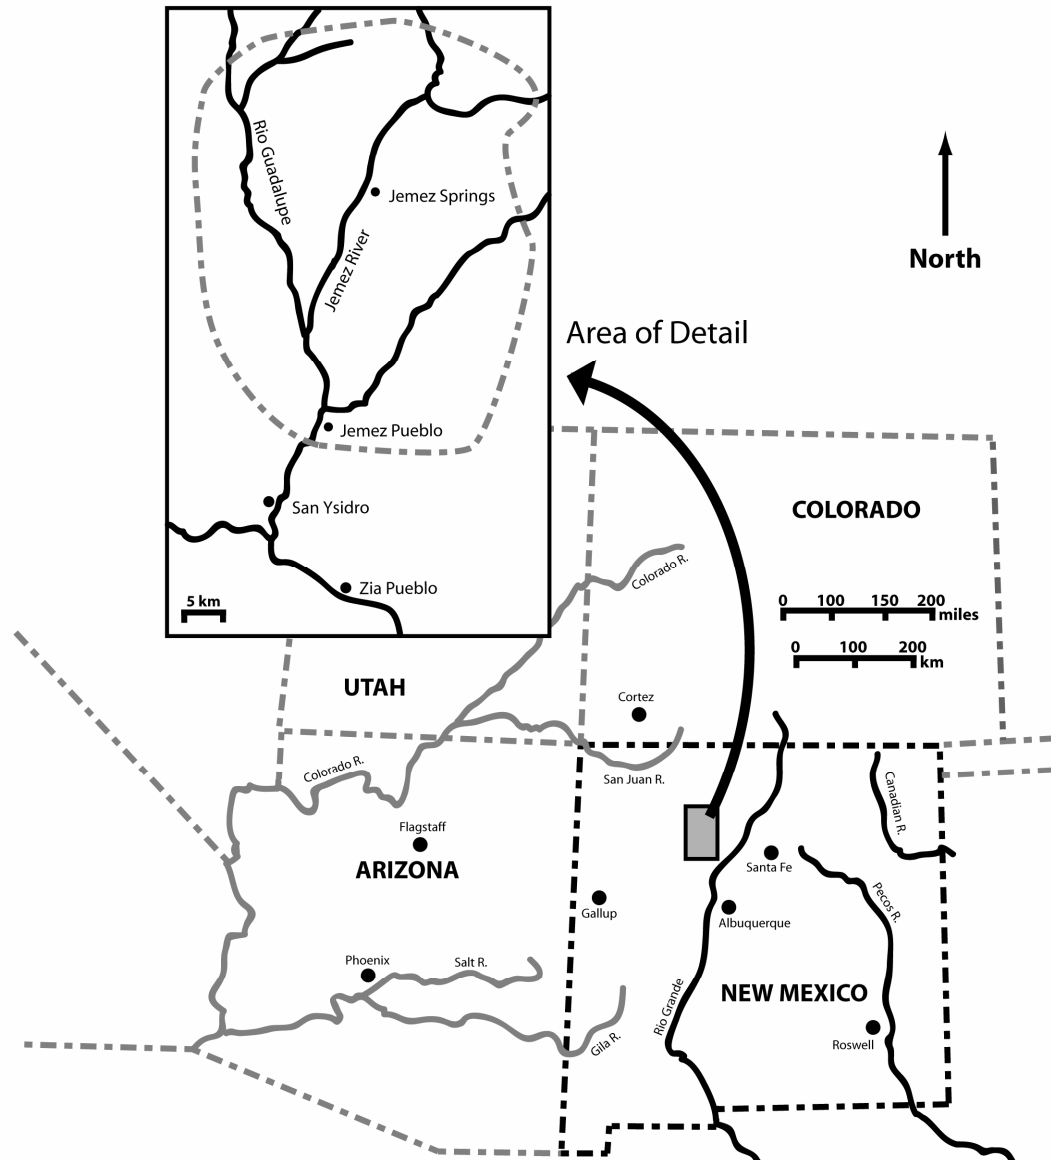 Rio Guadalupe
Jemez Springs
Jemez River
Jemez Pueblo
San Ysidro
Zia Pueblo
5 km
North
Area of Detail
COLORADO
Colorado R.
0 100 150 200
miles
0 100 200
km
UTAH
Cortez
San Juan R.
Colorado R.
Canadian R.
Flagstaff
ARIZONA
Santa Fe
Pecos R.
Gallup
Albuquerque
Phoenix
Salt R.
NEW MEXICO
Rio Grande
Gila R.
Roswell